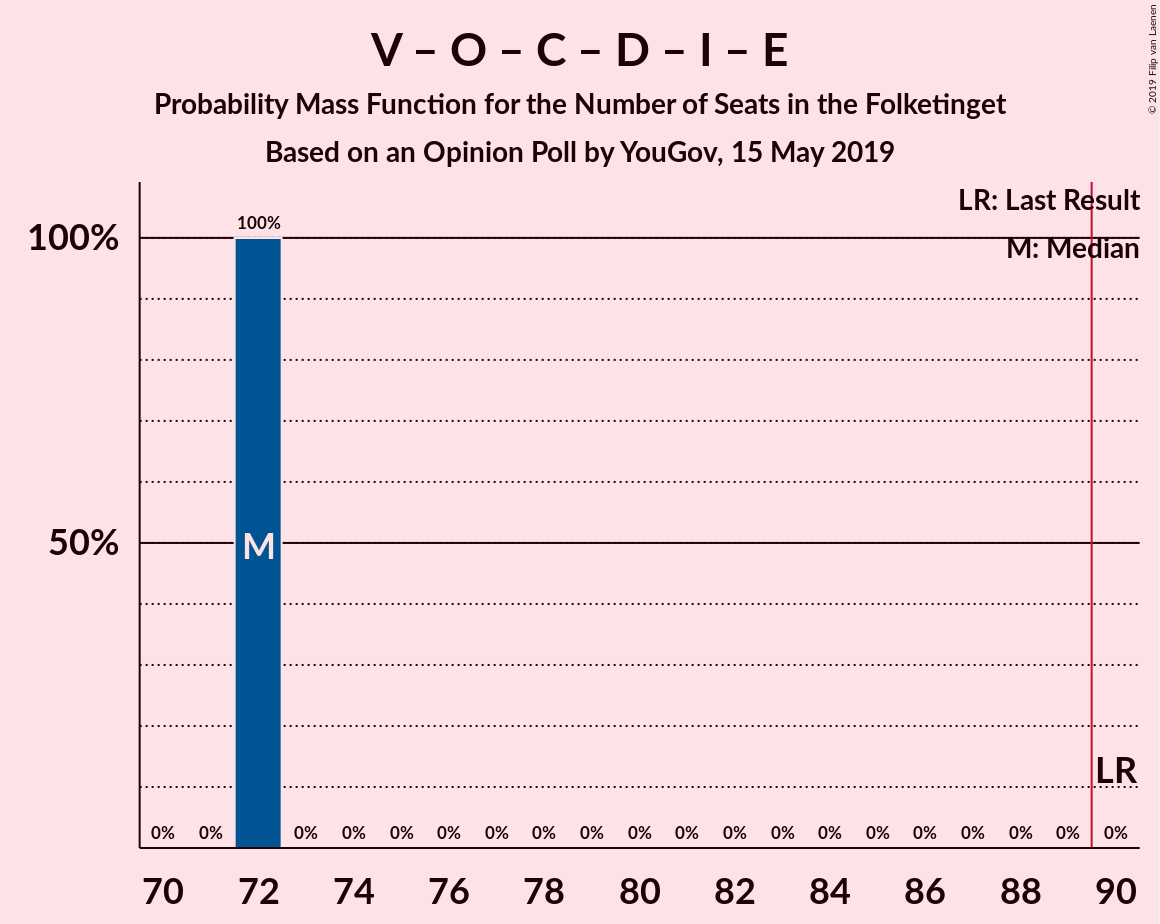 V – O – C – D – I – E
Probability Mass Function for the Number of Seats in the Folketinget
Based on an Opinion Poll by YouGov, 15 May 2019
© 2019 Filip van Laenen
LR: Last Result
M: Median
100%
100%
50%
M
LR
0% 0% 0% 0% 0% 0% 0% 0% 0% 0% 0% 0% 0% 0% 0% 0% 0% 0% 0% 0%
70 72 74 76 78 80 82 84 86 88 90